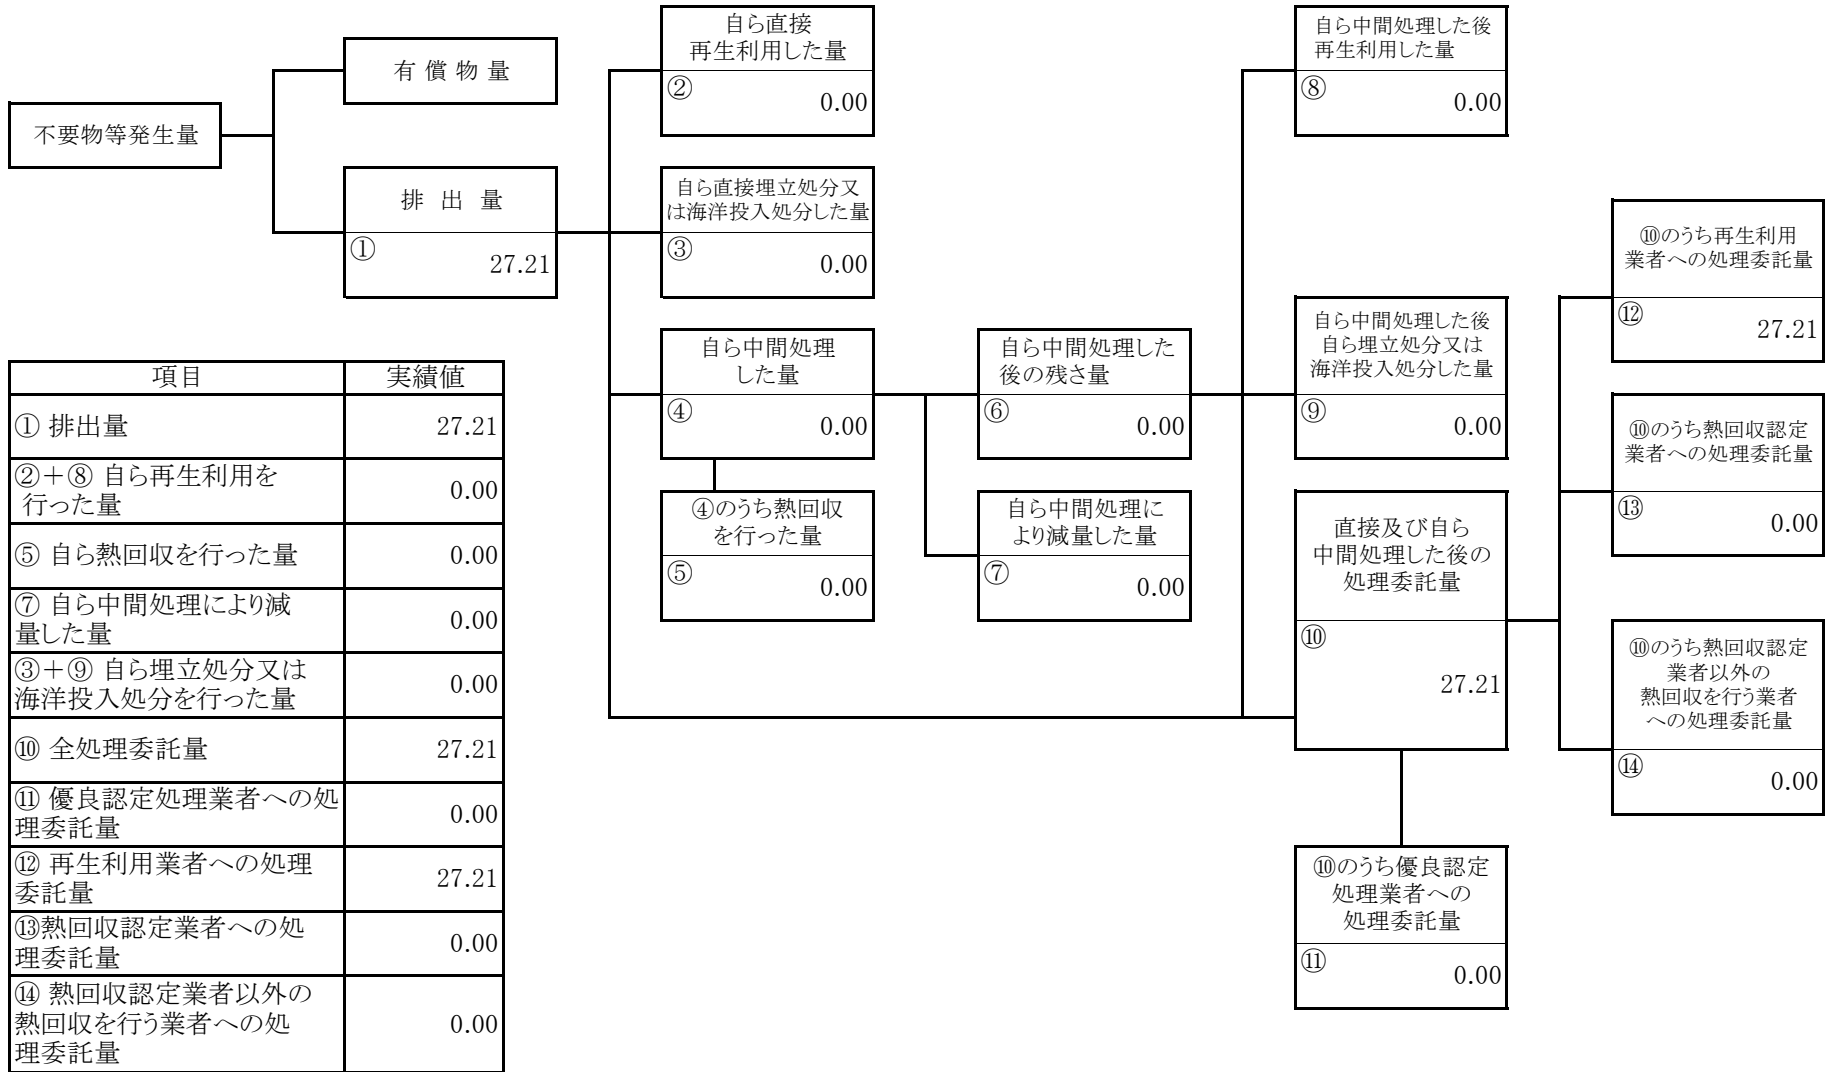 不要物等発生量
有 償 物 量
排 出 量
①
27.21
自ら直接
再生利用した量
②
0.00
自ら直接埋立処分又
は海洋投入処分した量
③
0.00
自ら中間処理
した量
④
0.00
④のうち熱回収
を行った量
⑤
0.00
自ら中間処理した
後の残さ量
⑥
0.00
自ら中間処理に
より減量した量
⑦
0.00
自ら中間処理した後
再生利用した量
⑧
0.00
自ら中間処理した後
自ら埋立処分又は
海洋投入処分した量
⑨
0.00
直接及び自ら
中間処理した後の
処理委託量
⑩
27.21
⑩のうち優良認定
処理業者への
処理委託量
⑪
0.00
⑩のうち再生利用
業者への処理委託量
⑫
27.21
⑩のうち熱回収認定
業者への処理委託量
⑬
0.00
⑩のうち熱回収認定
業者以外の
熱回収を行う業者
への処理委託量
⑭
0.00
項目 実績値
① 排出量 27.21
②＋⑧ 自ら再生利用を
行った量 0.00
⑤ 自ら熱回収を行った量 0.00
⑦ 自ら中間処理により減
量した量 0.00
③＋⑨ 自ら埋立処分又は
海洋投入処分を行った量 0.00
⑩ 全処理委託量 27.21
⑪ 優良認定処理業者への処
理委託量 0.00
⑫ 再生利用業者への処理
委託量 27.21
⑬熱回収認定業者への処
理委託量 0.00
⑭ 熱回収認定業者以外の
熱回収を行う業者への処
理委託量 0.00